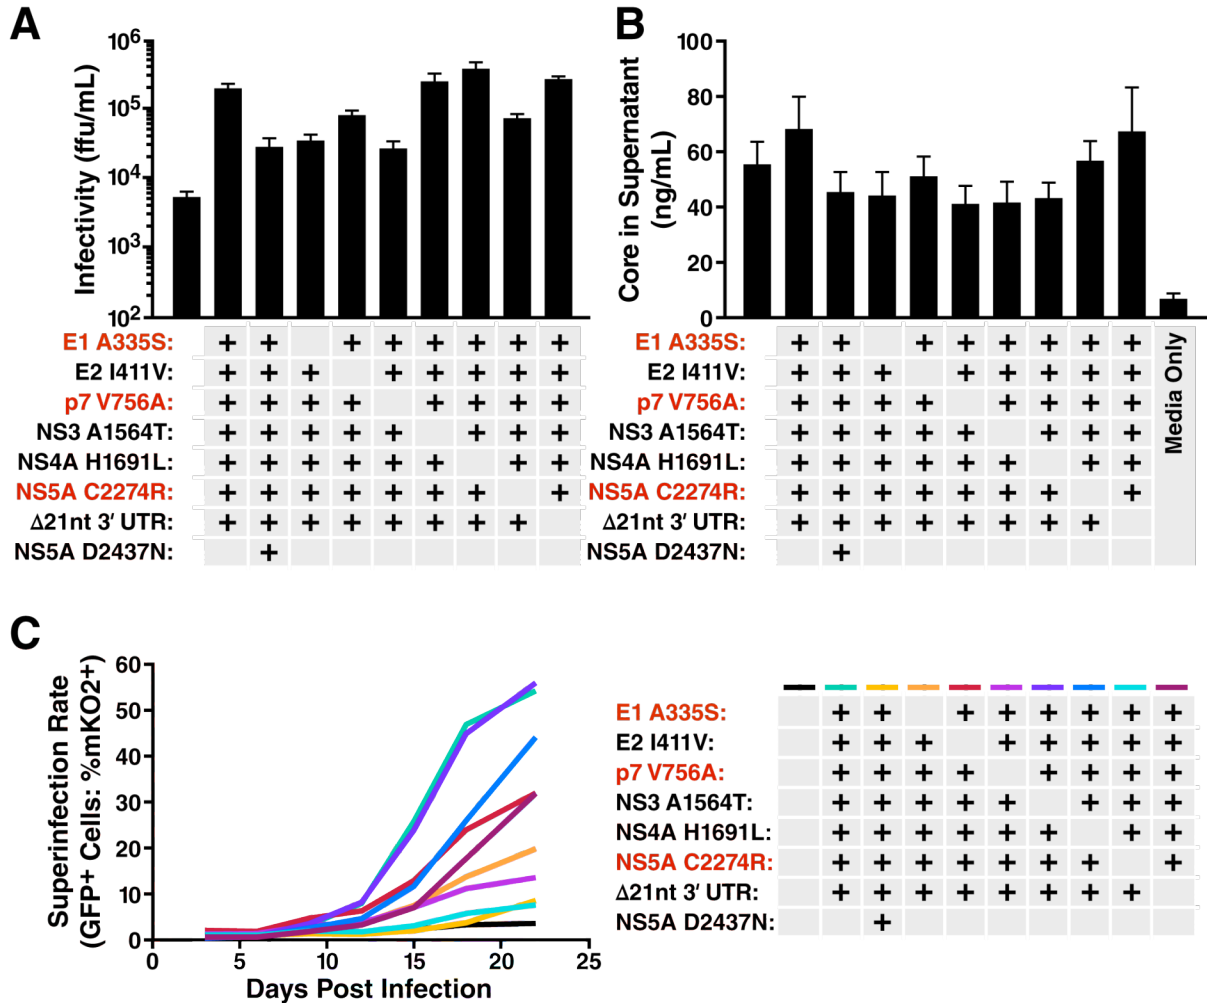 A
Infectivity (ffu/mL)
10⁶
10⁵
10⁴
10³
10²
E1 A335S: + + + + + + + +
E2 I411V: + + + + + + + +
p7 V756A: + + + + + + + +
NS3 A1564T: + + + + + + + +
NS4A H1691L: + + + + + + + +
NS5A C2274R: + + + + + + + +
Δ21nt 3′ UTR: + + + + + + + +
NS5A D2437N: +
B
Core in Supernatant
(ng/mL)
100
80
60
40
20
0
E1 A335S: + + + + + + + +
E2 I411V: + + + + + + + +
p7 V756A: + + + + + + + +
NS3 A1564T: + + + + + + + +
NS4A H1691L: + + + + + + + +
NS5A C2274R: + + + + + + + +
Δ21nt 3′ UTR: + + + + + + + +
NS5A D2437N: +
Media Only
C
Superinfection Rate
(GFP+ Cells: %mKO2+)
60
50
40
30
20
10
0
0 5 10 15 20 25
Days Post Infection
E1 A335S: + + + + + + + +
E2 I411V: + + + + + + + +
p7 V756A: + + + + + + + +
NS3 A1564T: + + + + + + + +
NS4A H1691L: + + + + + + + +
NS5A C2274R: + + + + + + + +
Δ21nt 3′ UTR: + + + + + + + +
NS5A D2437N: +